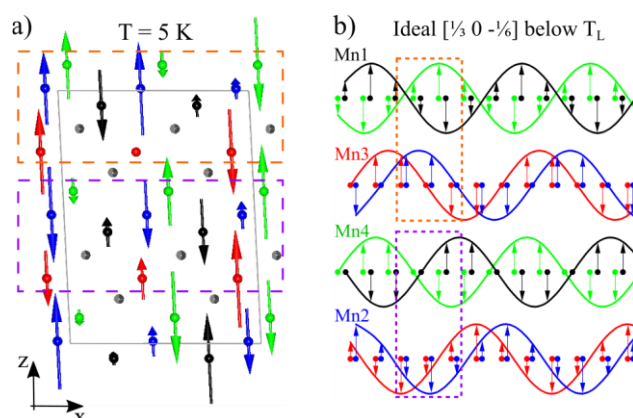 a)
T = 5 K
Z
x
b)
Ideal [⅓ 0 -⅙] below T_L
Mn1
Mn3
Mn4
Mn2